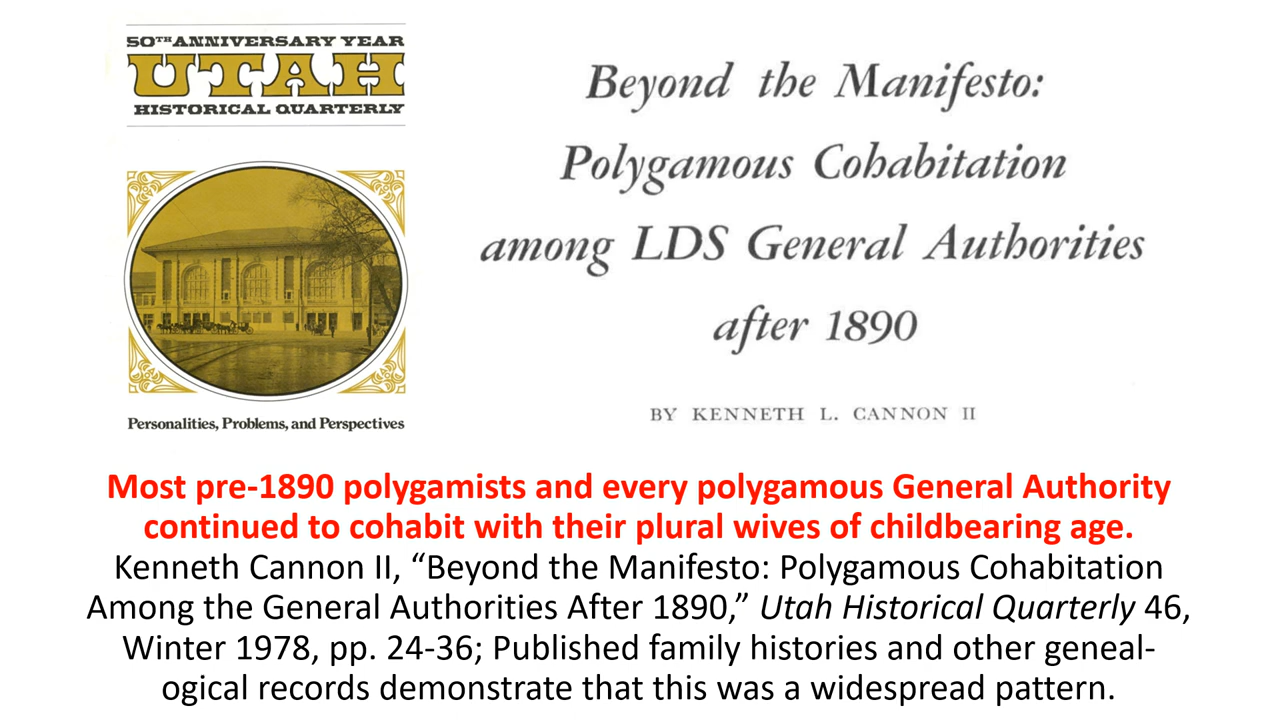 50TH ANNIVERSARY YEAR
UTAH
HISTORICAL QUARTERLY
Personalities, Problems, and Perspectives
Beyond the Manifesto:
Polygamous Cohabitation
among LDS General Authorities
after 1890
BY KENNETH L. CANNON II
Most pre-1890 polygamists and every polygamous General Authority
continued to cohabit with their plural wives of childbearing age.
Kenneth Cannon II, “Beyond the Manifesto: Polygamous Cohabitation
Among the General Authorities After 1890,” Utah Historical Quarterly 46,
Winter 1978, pp. 24-36; Published family histories and other geneal-
ogical records demonstrate that this was a widespread pattern.